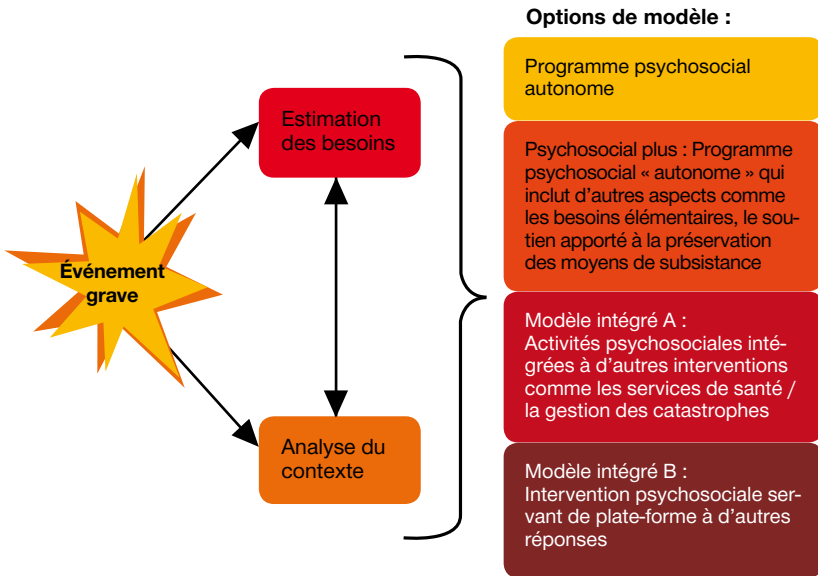 Événement
grave
Estimation
des besoins
Analyse du
contexte
Options de modèle :
Programme psychosocial
autonome
Psychosocial plus : Programme
psychosocial « autonome » qui
inclut d'autres aspects comme
les besoins élémentaires, le sou-
tien apporté à la préservation
des moyens de subsistance
Modèle intégré A :
Activités psychosociales inté-
grées à d'autres interventions
comme les services de santé /
la gestion des catastrophes
Modèle intégré B :
Intervention psychosociale ser-
vant de plate-forme à d'autres
réponses